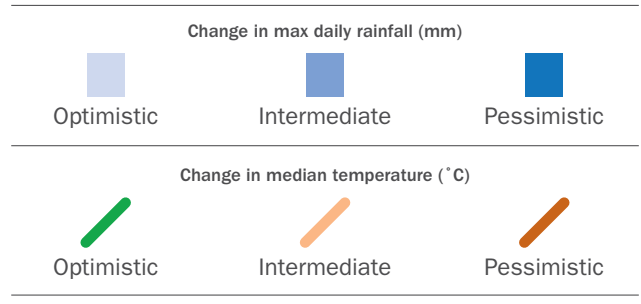 Change in max daily rainfall (mm)
Optimistic Intermediate Pessimistic
Change in median temperature (˚C)
Optimistic Intermediate Pessimistic